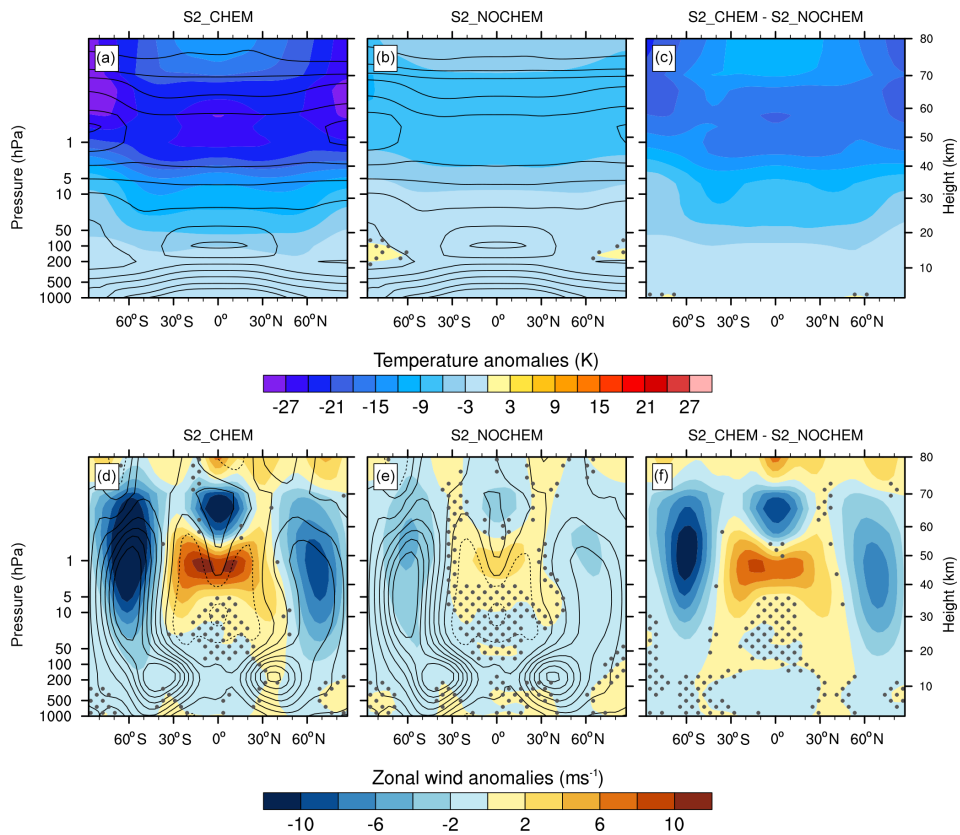 S2_CHEM S2_NOCHEM S2_CHEM - S2_NOCHEM
(a) (b) (c)
Pressure (hPa)
1
5
10
50
100
200
500
1000
80
70
60
50
40
30
20
10
Height (km)
60°S 30°S 0° 30°N 60°N 60°S 30°S 0° 30°N 60°N 60°S 30°S 0° 30°N 60°N
Temperature anomalies (K)
-27 -21 -15 -9 -3 3 9 15 21 27
S2_CHEM S2_NOCHEM S2_CHEM - S2_NOCHEM
(d) (e) (f)
Pressure (hPa)
1
5
10
50
100
200
500
1000
80
70
60
50
40
30
20
10
Height (km)
60°S 30°S 0° 30°N 60°N 60°S 30°S 0° 30°N 60°N 60°S 30°S 0° 30°N 60°N
Zonal wind anomalies (ms⁻¹)
-10 -6 -2 2 6 10